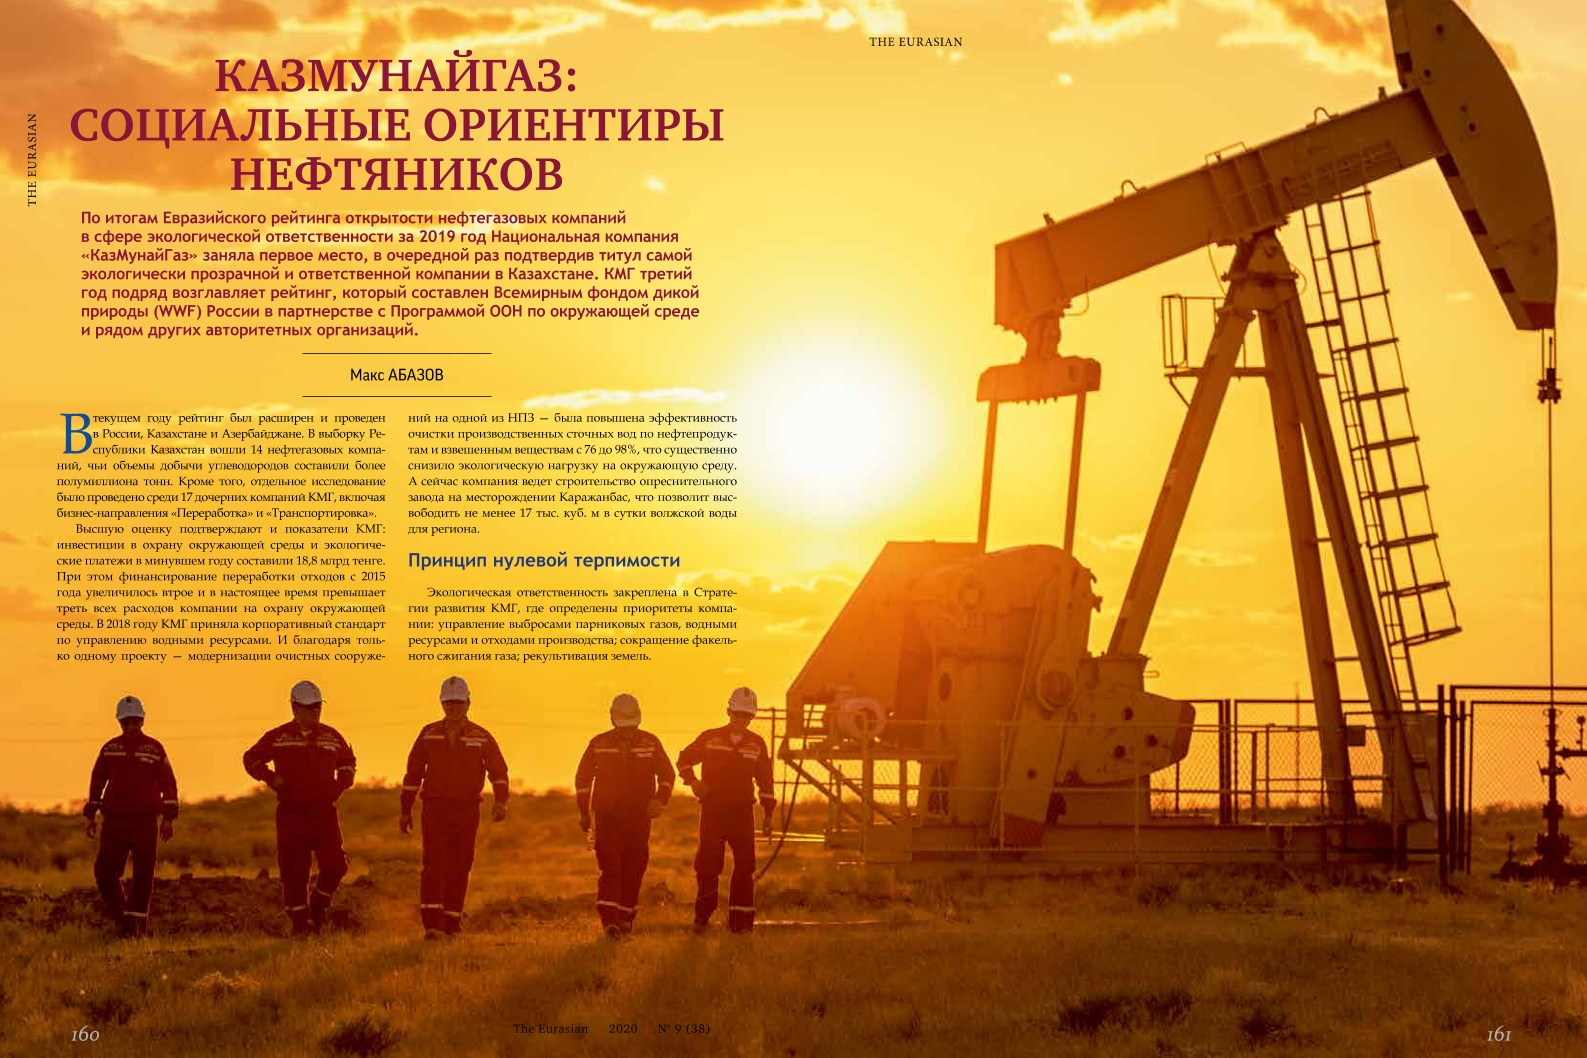 THE EURASIAN
THE EURASIAN
КАЗМУНАЙГАЗ:
СОЦИАЛЬНЫЕ ОРИЕНТИРЫ
НЕФТЯНИКОВ
По итогам Евразийского рейтинга открытости нефтегазовых компаний
в сфере экологической ответственности за 2019 год Национальная компания
«КазМунайГаз» заняла первое место, в очередной раз подтвердив титул самой
экологически прозрачной и ответственной компании в Казахстане. КМГ третий
год подряд возглавляет рейтинг, который составлен Всемирным фондом дикой
природы (WWF) России в партнерстве с Программой ООН по окружающей среде
и рядом других авторитетных организаций.
Макс АБАЗОВ
В текущем году рейтинг был расширен и проведен
в России, Казахстане и Азербайджане. В выборку Ре-
спублики Казахстан вошли 14 нефтегазовых компа-
ний, чьи объемы добычи углеводородов составили более
полумиллиона тонн. Кроме того, отдельное исследование
было проведено среди 17 дочерних компаний КМГ, включая
бизнес-направления «Переработка» и «Транспортировка».
Высшую оценку подтверждают и показатели КМГ:
инвестиции в охрану окружающей среды и экологиче-
ские платежи в минувшем году составили 18,8 млрд тенге.
При этом финансирование переработки отходов с 2015
года увеличилось втрое и в настоящее время превышает
треть всех расходов компании на охрану окружающей
среды. В 2018 году КМГ приняла корпоративный стандарт
по управлению водными ресурсами. И благодаря толь-
ко одному проекту — модернизации очистных сооруже-
ний на одной из НПЗ — была повышена эффективность
очистки производственных сточных вод по нефтепродук-
там и взвешенным веществам с 76 до 98%, что существенно
снизило экологическую нагрузку на окружающую среду.
А сейчас компания ведет строительство опреснительного
завода на месторождении Каражанбас, что позволит выс-
вободить не менее 17 тыс. куб. м в сутки волжской воды
для региона.
Принцип нулевой терпимости
Экологическая ответственность закреплена в Страте-
гии развития КМГ, где определены приоритеты компа-
нии: управление выбросами парниковых газов, водными
ресурсами и отходами производства; сокращение факель-
ного сжигания газа; рекультивация земель.
160
The Eurasian 2020 № 9 (38)
161